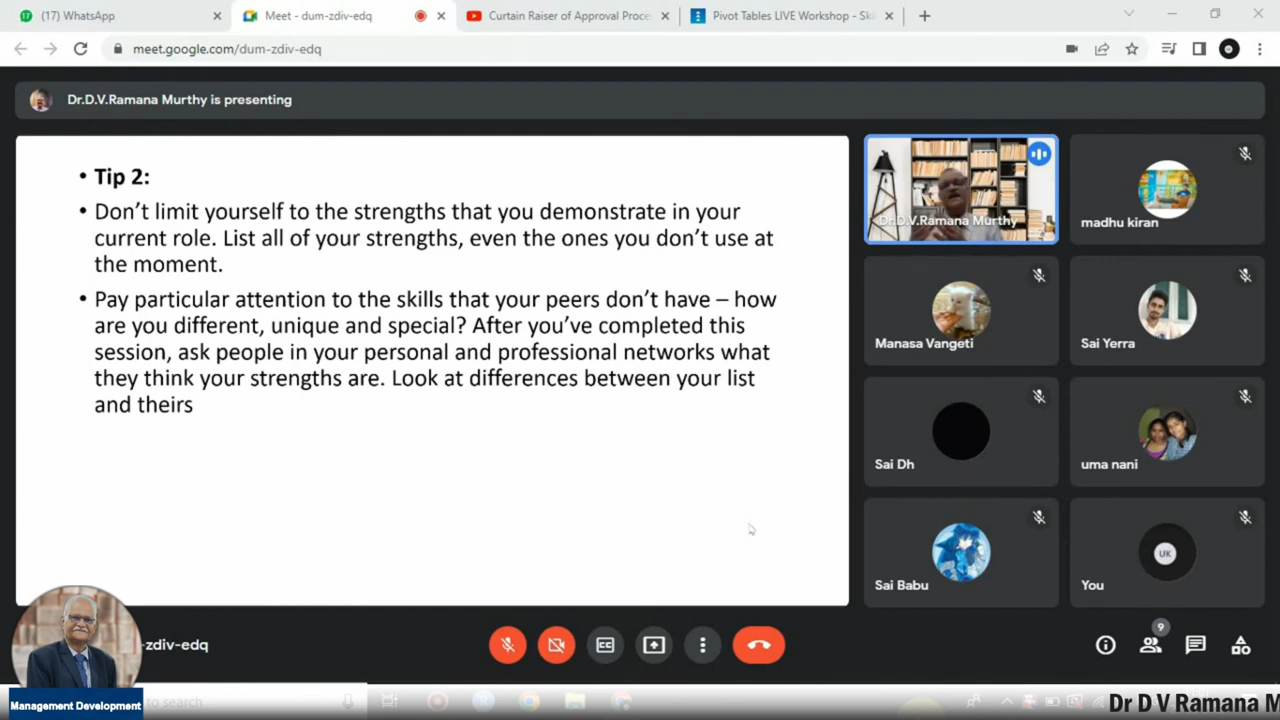 (17) WhatsApp
Meet - dum-zdiv-edq
Curtain Raiser of Approval Proce
Pivot Tables LIVE Workshop - Ski
meet.google.com/dum-zdiv-edq
Dr.D.V.Ramana Murthy is presenting
• Tip 2:
• Don't limit yourself to the strengths that you demonstrate in your
current role. List all of your strengths, even the ones you don't use at
the moment.
• Pay particular attention to the skills that your peers don't have – how
are you different, unique and special? After you've completed this
session, ask people in your personal and professional networks what
they think your strengths are. Look at differences between your list
and theirs
Dr.D.V.Ramana Murthy
madhu kiran
Manasa Vangeti
Sai Yerra
Sai Dh
uma nani
Sai Babu
UK
You
-zdiv-edq
CC
9
Management Development
to search
Dr D V Ramana M